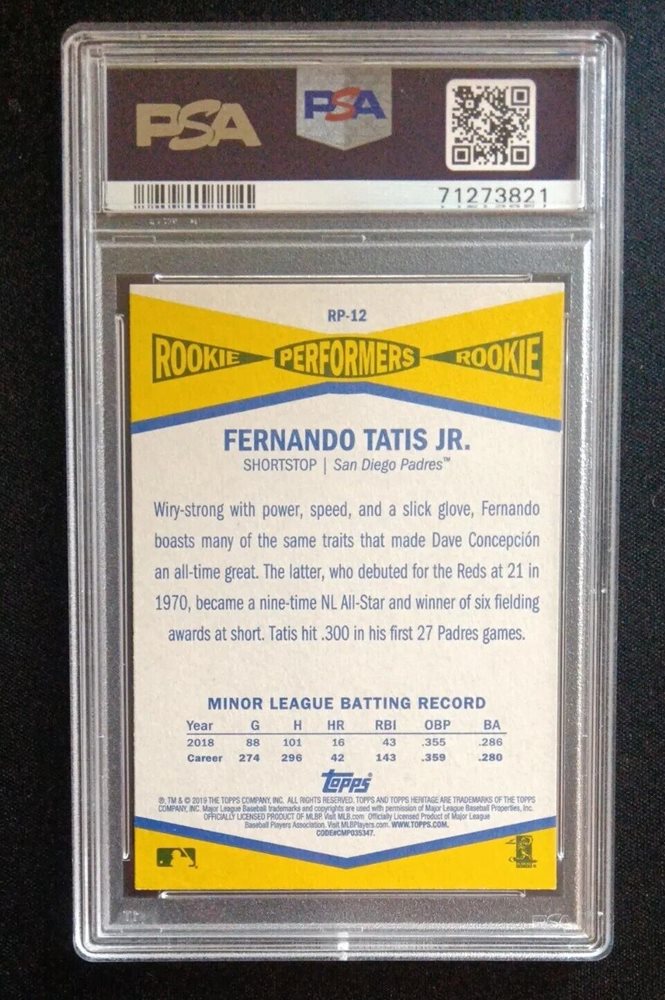 PSA PSA
71273821
RP-12
ROOKIE PERFORMERS ROOKIE
FERNANDO TATIS JR.
SHORTSTOP | San Diego Padres™
Wiry-strong with power, speed, and a slick glove, Fernando
boasts many of the same traits that made Dave Concepción
an all-time great. The latter, who debuted for the Reds at 21 in
1970, became a nine-time NL All-Star and winner of six fielding
awards at short. Tatis hit .300 in his first 27 Padres games.
MINOR LEAGUE BATTING RECORD
Year G H HR RBI OBP BA
2018 88 101 16 43 .355 .286
Career 274 296 42 143 .359 .280
Topps
®, TM & © 2019 THE TOPPS COMPANY, INC. ALL RIGHTS RESERVED. TOPPS AND TOPPS HERITAGE ARE TRADEMARKS OF THE TOPPS
COMPANY, INC. Major League Baseball trademarks and copyrights are used with permission of Major League Baseball Properties, Inc.
OFFICIALLY LICENSED PRODUCT OF MLBP. Visit MLB.com Officially Licensed Product of Major League
Baseball Players Association. Visit MLBPlayers.com. WWW.TOPPS.COM.
CODE#CMP035347.
PSA